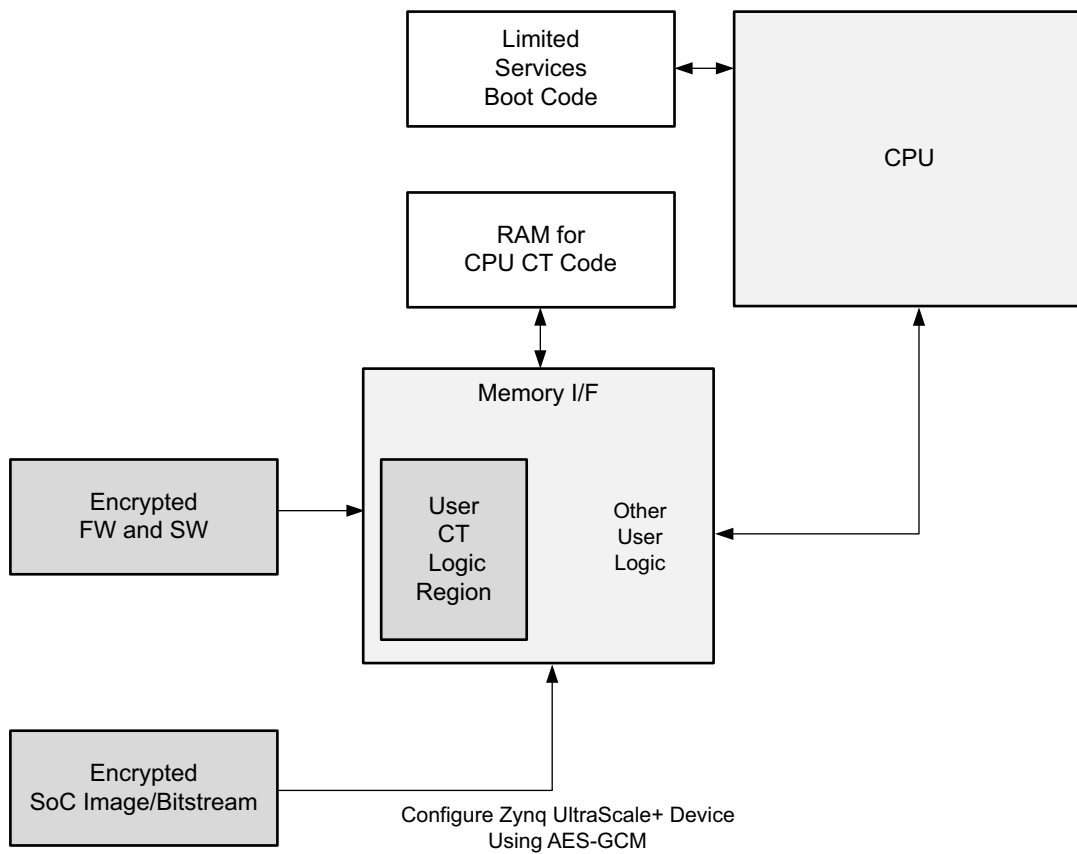 Limited
Services
Boot Code
CPU
RAM for
CPU CT Code
Memory I/F
Encrypted
FW and SW
User
CT
Logic
Region
Other
User
Logic
Encrypted
SoC Image/Bitstream
Configure Zynq UltraScale+ Device
Using AES-GCM